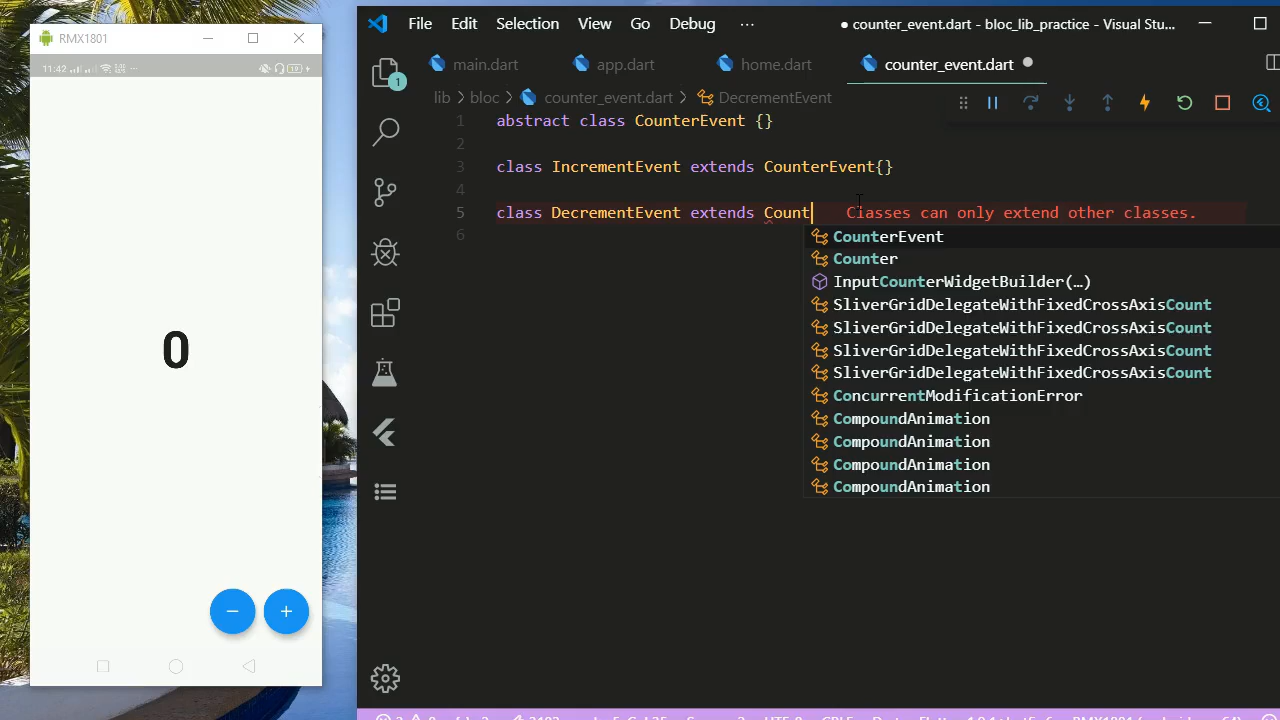 RMX1801
11:42
0
−
+
File Edit Selection View Go Debug ···
● counter_event.dart - bloc_lib_practice - Visual Stu...
1
main.dart
app.dart
home.dart
counter_event.dart
lib > bloc > counter_event.dart > DecrementEvent
1 abstract class CounterEvent {}
2
3 class IncrementEvent extends CounterEvent{}
4
5 class DecrementEvent extends Count Classes can only extend other classes.
6
CounterEvent
Counter
InputCounterWidgetBuilder(…)
SliverGridDelegateWithFixedCrossAxisCount
SliverGridDelegateWithFixedCrossAxisCount
SliverGridDelegateWithFixedCrossAxisCount
SliverGridDelegateWithFixedCrossAxisCount
ConcurrentModificationError
CompoundAnimation
CompoundAnimation
CompoundAnimation
CompoundAnimation